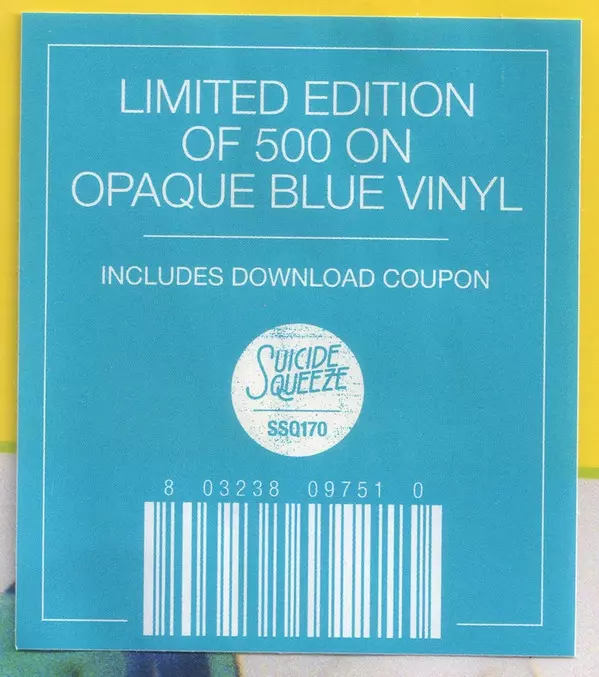 LIMITED EDITION
OF 500 ON
OPAQUE BLUE VINYL
INCLUDES DOWNLOAD COUPON
SUICIDE
SQUEEZE
SSQ170
8 03238 09751 0